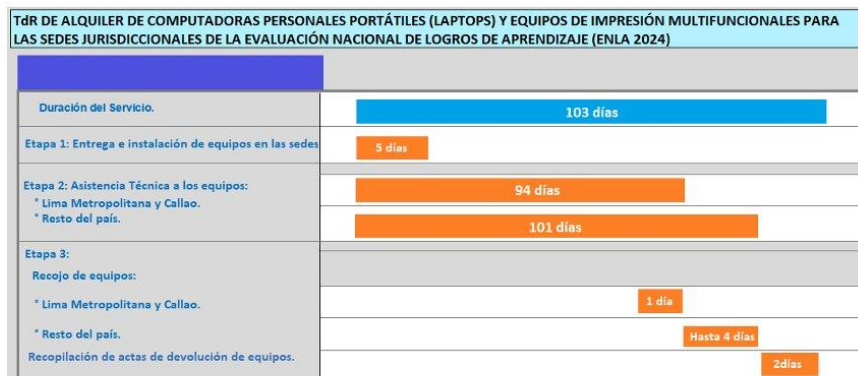 TdR DE ALQUILER DE COMPUTADORAS PERSONALES PORTÁTILES (LAPTOPS) Y EQUIPOS DE IMPRESIÓN MULTIFUNCIONALES PARA
LAS SEDES JURISDICCIONALES DE LA EVALUACIÓN NACIONAL DE LOGROS DE APRENDIZAJE (ENLA 2024)
Duración del Servicio.
103 días
Etapa 1: Entrega e instalación de equipos en las sedes
5 días
Etapa 2: Asistencia Técnica a los equipos:
° Lima Metropolitana y Callao.
94 días
° Resto del país.
101 días
Etapa 3:
Recojo de equipos:
° Lima Metropolitana y Callao.
1 día
° Resto del país.
Hasta 4 días
Recopilación de actas de devolución de equipos.
2días